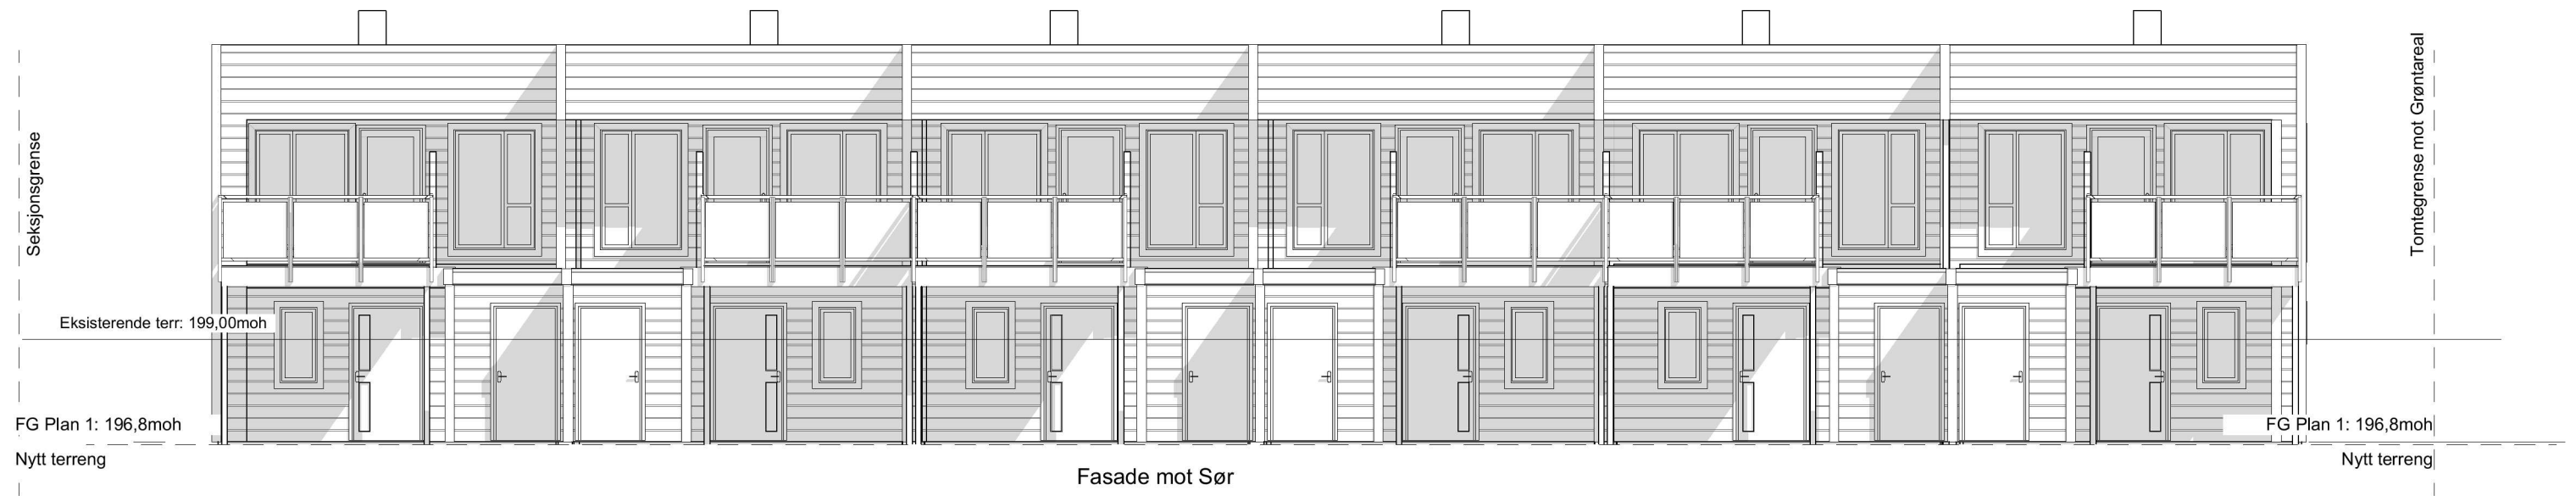 Seksjonsgrense
Tomtegrense mot Grøntareal
Eksisterende terr: 199,00moh
FG Plan 1: 196,8moh
FG Plan 1: 196,8moh
Nytt terreng
Nytt terreng
Fasade mot Sør